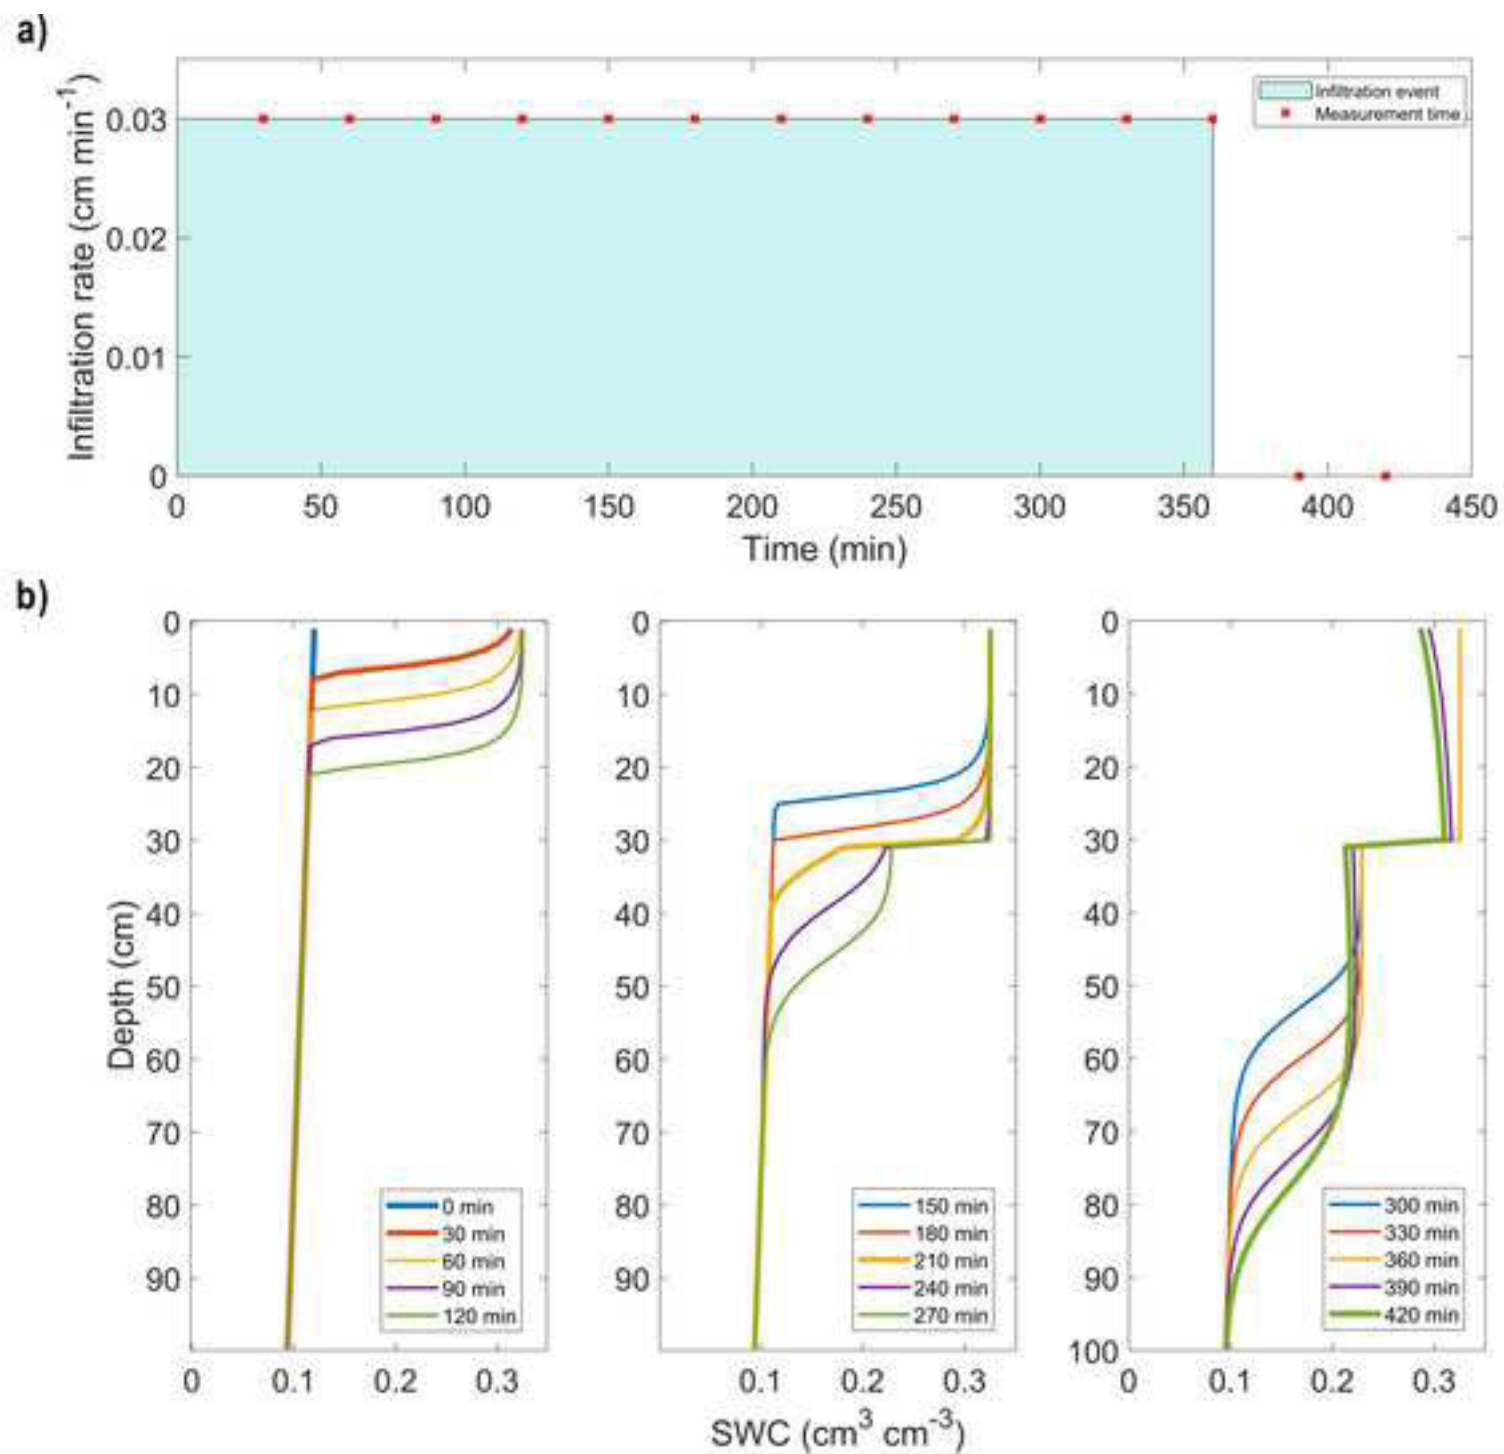 a)
Infiltration rate (cm min-1)
0.03
0.02
0.01
0
Infiltration event
Measurement time
0 50 100 150 200 250 300 350 400 450
Time (min)
b)
Depth (cm)
0
10
20
30
40
50
60
70
80
90
0 min
30 min
60 min
90 min
120 min
0 0.1 0.2 0.3
0
10
20
30
40
50
60
70
80
90
150 min
180 min
210 min
240 min
270 min
0.1 0.2 0.3
0
10
20
30
40
50
60
70
80
90
100
300 min
330 min
360 min
390 min
420 min
0 0.1 0.2 0.3
SWC (cm3 cm-3)